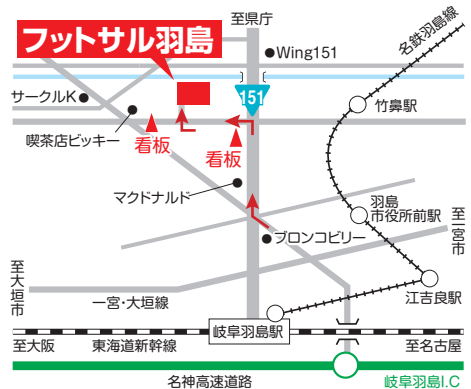 至県庁
フットサル羽島
Wing151
名鉄羽島線
サークルK
151
竹鼻駅
喫茶店ビッキー
看板
看板
マクドナルド
羽島
市役所前駅
至一宮市
ブロンコビリー
至大垣市
一宮・大垣線
江吉良駅
岐阜羽島駅
至大阪
東海道新幹線
至名古屋
名神高速道路
岐阜羽島I.C